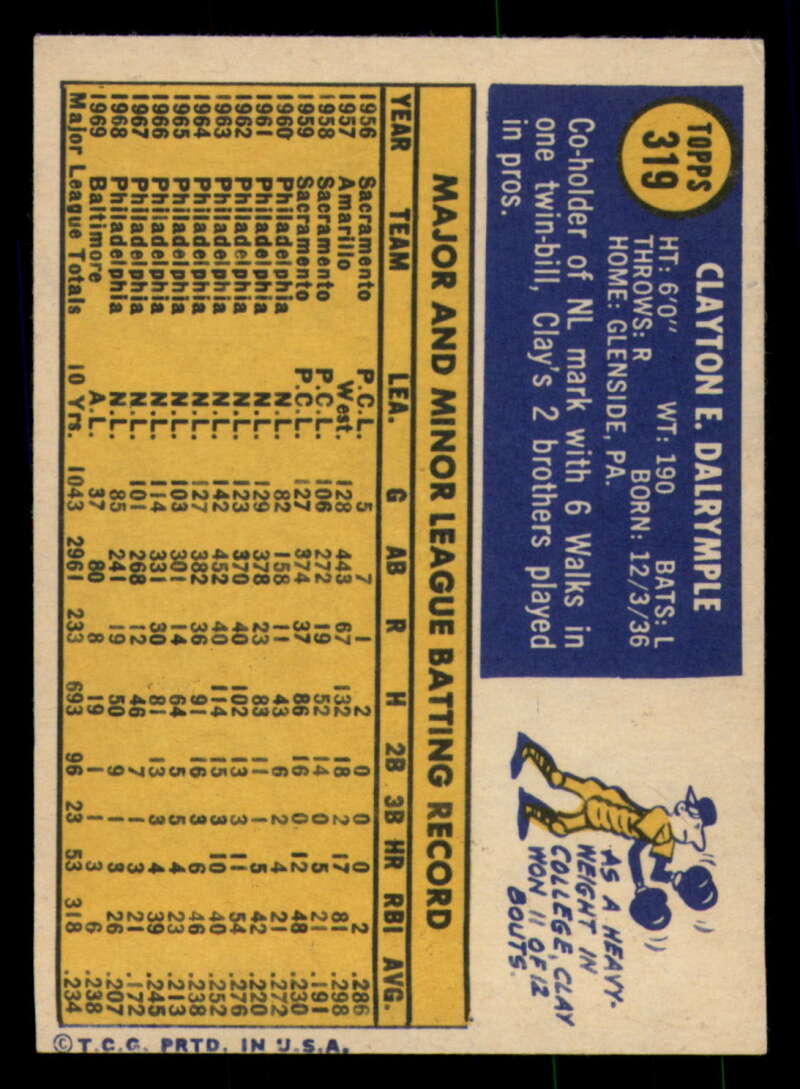 TOPPS
319
CLAYTON E. DALRYMPLE
HT: 6'0" WT: 190 BATS: L
THROWS: R BORN: 12/3/36
HOME: GLENSIDE, PA.
Co-holder of NL mark with 6 Walks in
one twin-bill, Clay's 2 brothers played
in pros.
AS A HEAVY-
WEIGHT IN
COLLEGE, CLAY
WON 11 OF 12
BOUTS.
MAJOR AND MINOR LEAGUE BATTING RECORD
YEAR TEAM LEA. G AB R H 2B 3B HR RBI AVG.
1956 Sacramento P.C.L. 5 7 1 2 0 0 0 2 .286
1957 Amarillo West. 128 443 67 132 18 2 17 81 .298
1958 Sacramento P.C.L. 106 272 19 52 14 0 5 21 .191
1959 Sacramento P.C.L. 127 374 37 86 16 0 12 48 .230
1960 Philadelphia N.L. 82 158 11 43 6 2 4 21 .272
1961 Philadelphia N.L. 129 378 23 83 11 1 5 42 .220
1962 Philadelphia N.L. 123 370 40 102 13 3 11 54 .276
1963 Philadelphia N.L. 142 452 40 114 15 3 10 40 .252
1964 Philadelphia N.L. 127 382 36 91 16 3 6 46 .238
1965 Philadelphia N.L. 103 301 14 64 5 5 4 23 .213
1966 Philadelphia N.L. 114 331 30 81 13 3 4 39 .245
1967 Philadelphia N.L. 101 268 12 46 7 1 3 21 .172
1968 Philadelphia N.L. 85 241 19 50 9 1 3 26 .207
1969 Baltimore A.L. 37 80 8 19 1 1 3 6 .238
Major League Totals 10 Yrs. 1043 2961 233 693 96 23 53 318 .234
©T.C.G. PRTD. IN U.S.A.